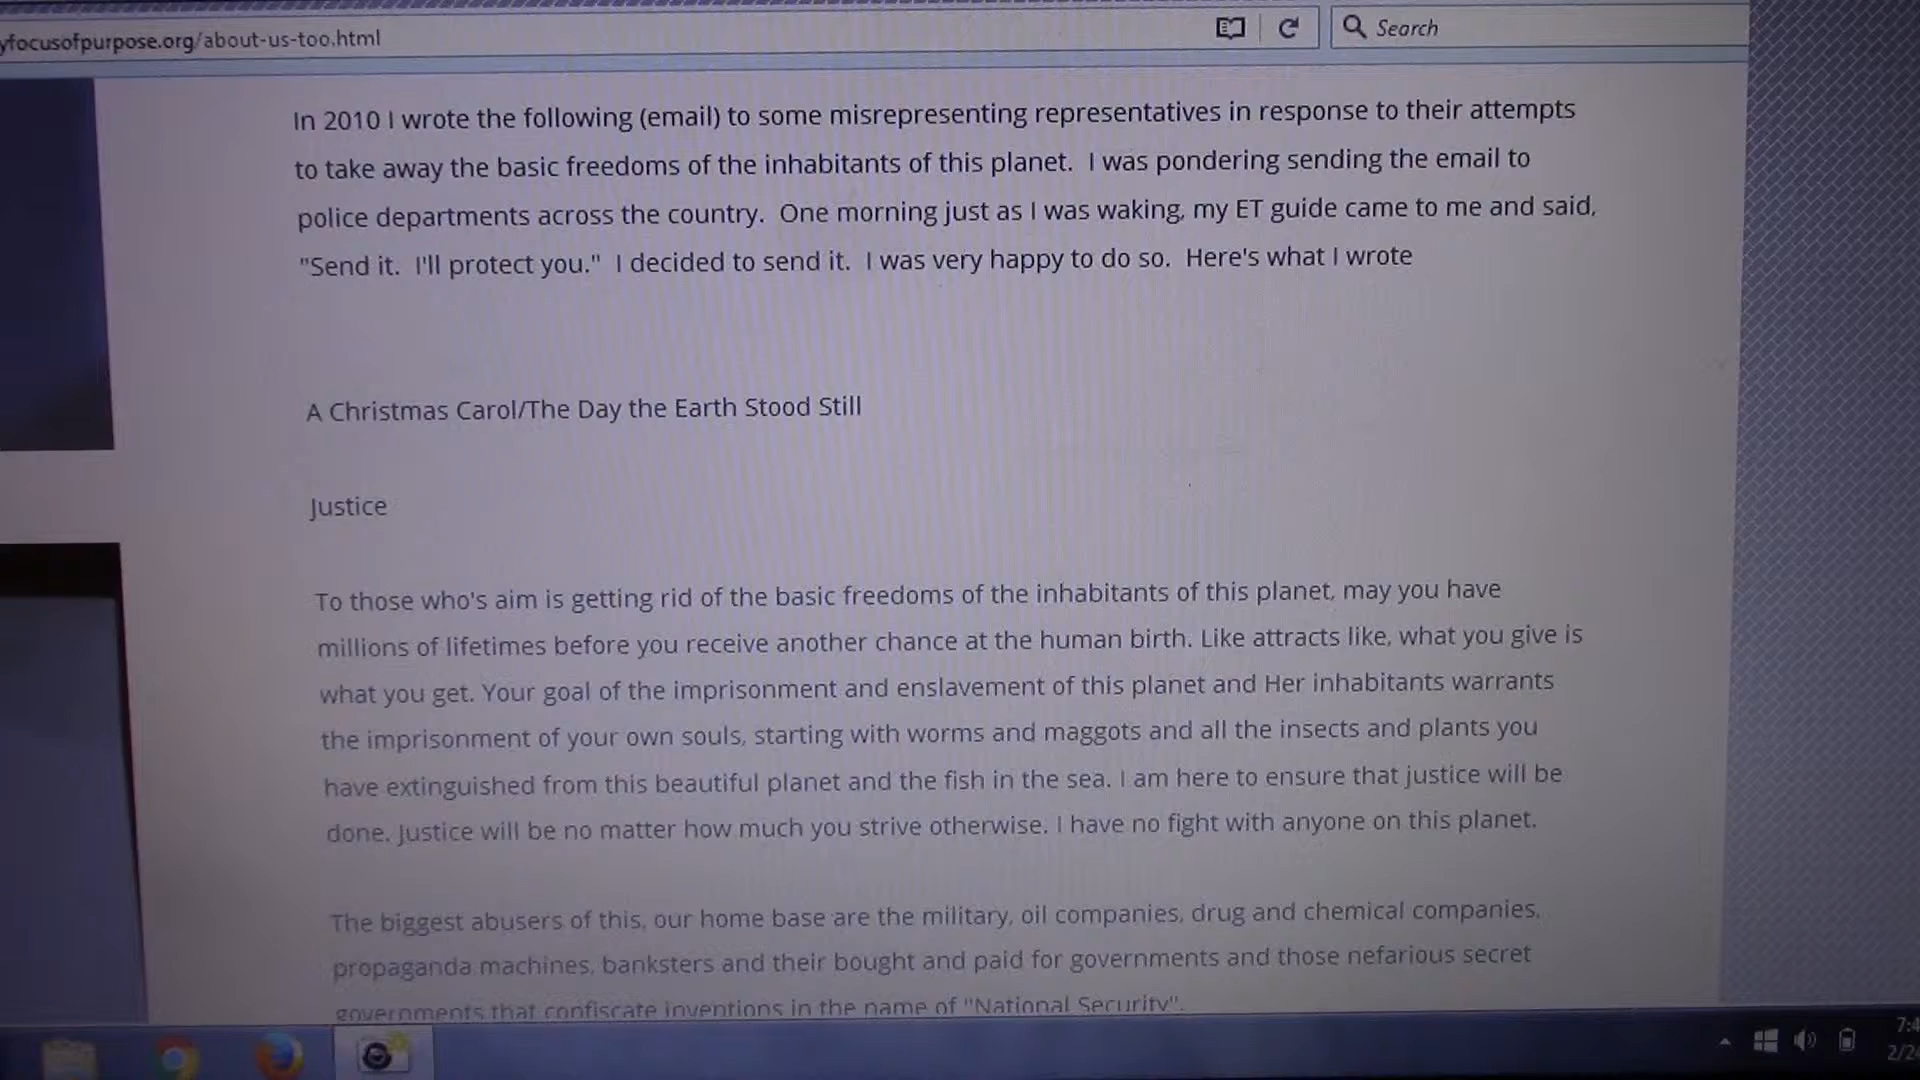 yfocusofpurpose.org/about-us-too.html
Search
In 2010 I wrote the following (email) to some misrepresenting representatives in response to their attempts
to take away the basic freedoms of the inhabitants of this planet.  I was pondering sending the email to
police departments across the country.  One morning just as I was waking, my ET guide came to me and said,
"Send it.  I'll protect you."  I decided to send it.  I was very happy to do so.  Here's what I wrote
A Christmas Carol/The Day the Earth Stood Still
Justice
To those who's aim is getting rid of the basic freedoms of the inhabitants of this planet, may you have
millions of lifetimes before you receive another chance at the human birth. Like attracts like, what you give is
what you get. Your goal of the imprisonment and enslavement of this planet and Her inhabitants warrants
the imprisonment of your own souls, starting with worms and maggots and all the insects and plants you
have extinguished from this beautiful planet and the fish in the sea. I am here to ensure that justice will be
done. Justice will be no matter how much you strive otherwise. I have no fight with anyone on this planet.
The biggest abusers of this, our home base are the military, oil companies, drug and chemical companies,
propaganda machines, banksters and their bought and paid for governments and those nefarious secret
governments that confiscate inventions in the name of "National Security".
7:4
2/2